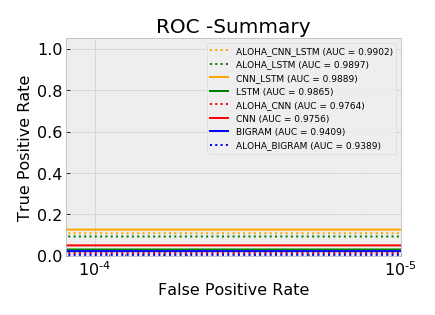 ROC -Summary
ALOHA_CNN_LSTM (AUC = 0.9902)
ALOHA_LSTM (AUC = 0.9897)
CNN_LSTM (AUC = 0.9889)
LSTM (AUC = 0.9865)
ALOHA_CNN (AUC = 0.9764)
CNN (AUC = 0.9756)
BIGRAM (AUC = 0.9409)
ALOHA_BIGRAM (AUC = 0.9389)
True Positive Rate
1.0
0.8
0.6
0.4
0.2
0.0
10⁻⁴ 10⁻⁵
False Positive Rate